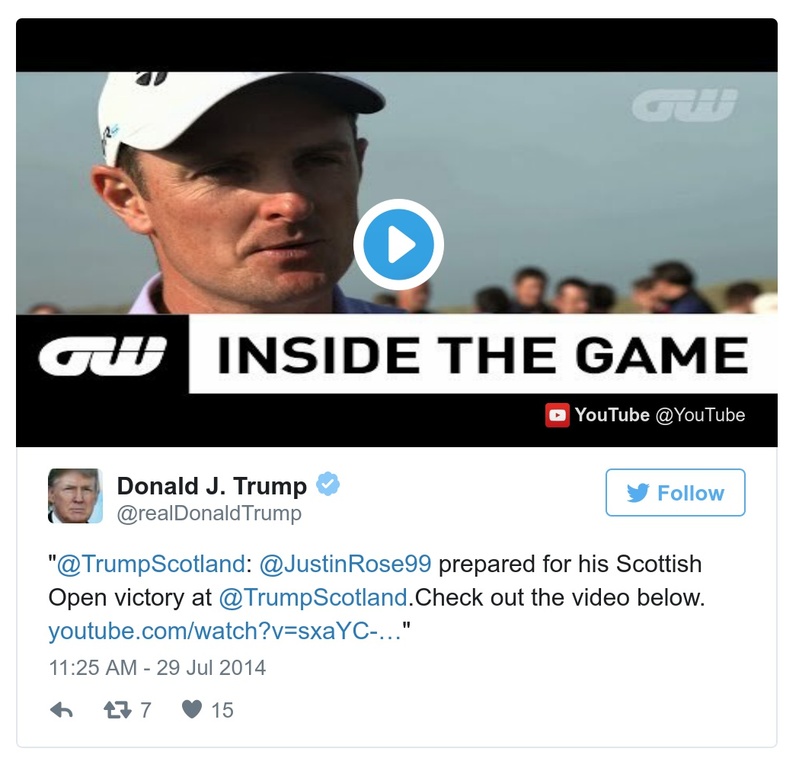 GW
GW INSIDE THE GAME
YouTube @YouTube
Donald J. Trump
@realDonaldTrump
Follow
"@TrumpScotland: @JustinRose99 prepared for his Scottish
Open victory at @TrumpScotland.Check out the video below.
youtube.com/watch?v=sxaYC-…"
11:25 AM - 29 Jul 2014
7 15